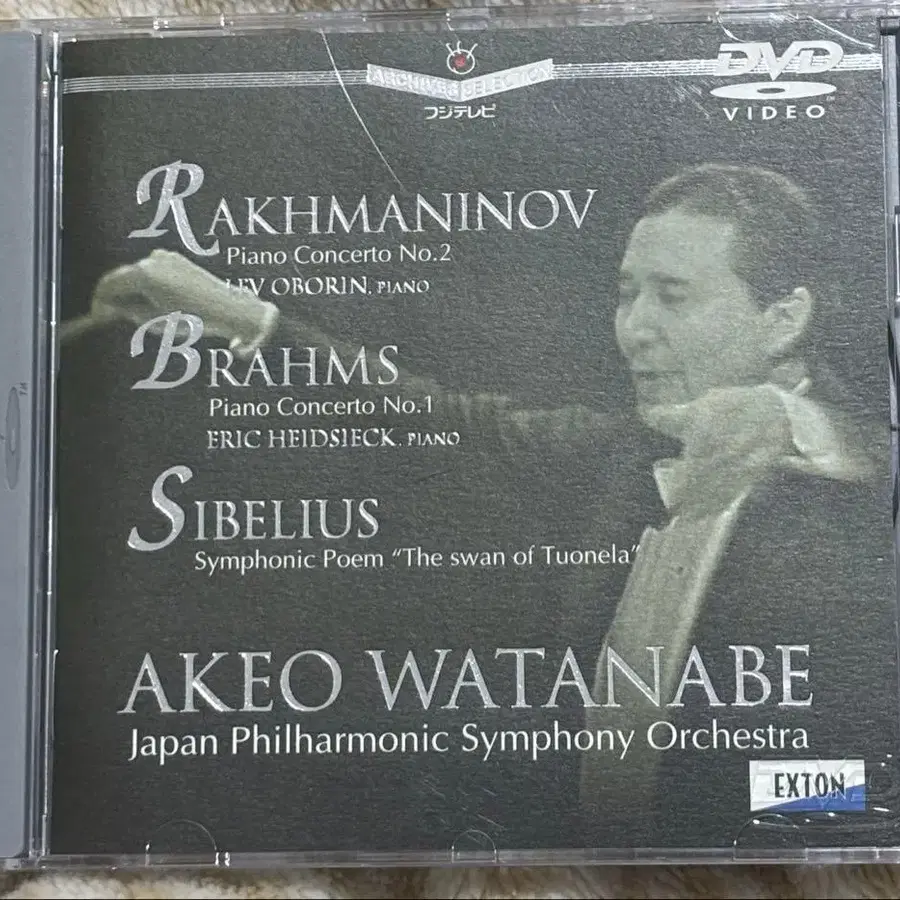 ARCHIVES SELECTION
フジテレビ
DVD
VIDEO
RAKHMANINOV
Piano Concerto No.2
LEV OBORIN, PIANO
BRAHMS
Piano Concerto No.1
ERIC HEIDSIECK, PIANO
SIBELIUS
Symphonic Poem “The swan of Tuonela”
AKEO WATANABE
Japan Philharmonic Symphony Orchestra
EXTON